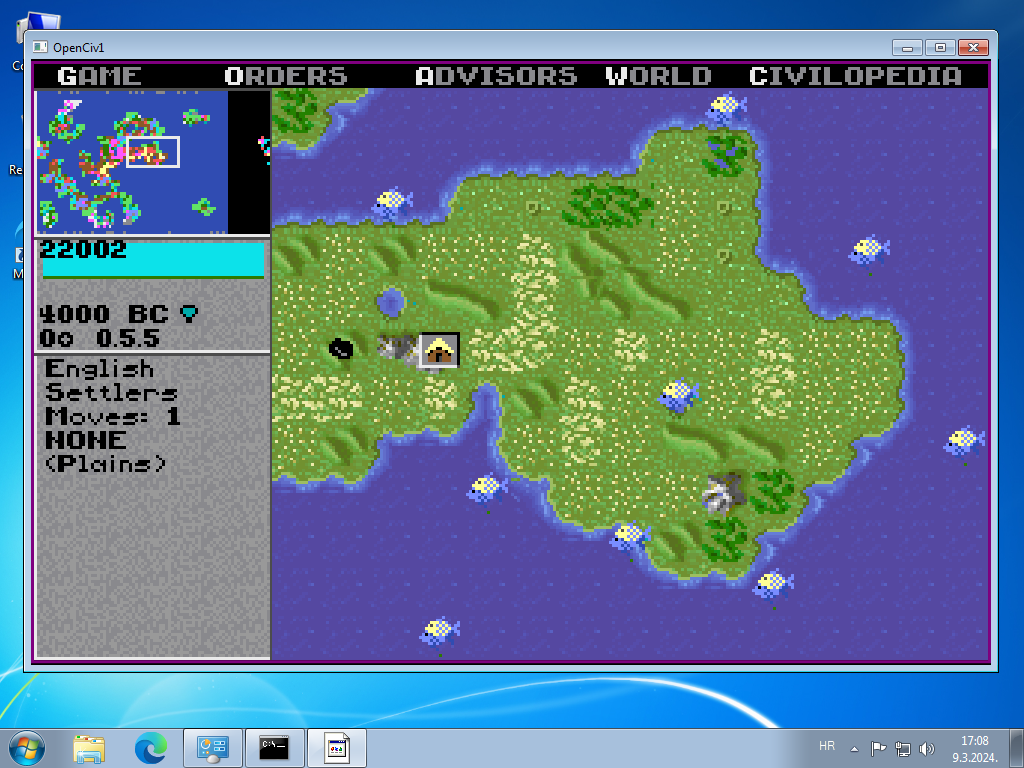 OpenCiv1
GAME ORDERS ADVISORS WORLD CIVILOPEDIA
22002
4000 BC
0 0.5.5
English
Settlers
Moves: 1
NONE
(Plains)
C:\
HR
17:08
9.3.2024.